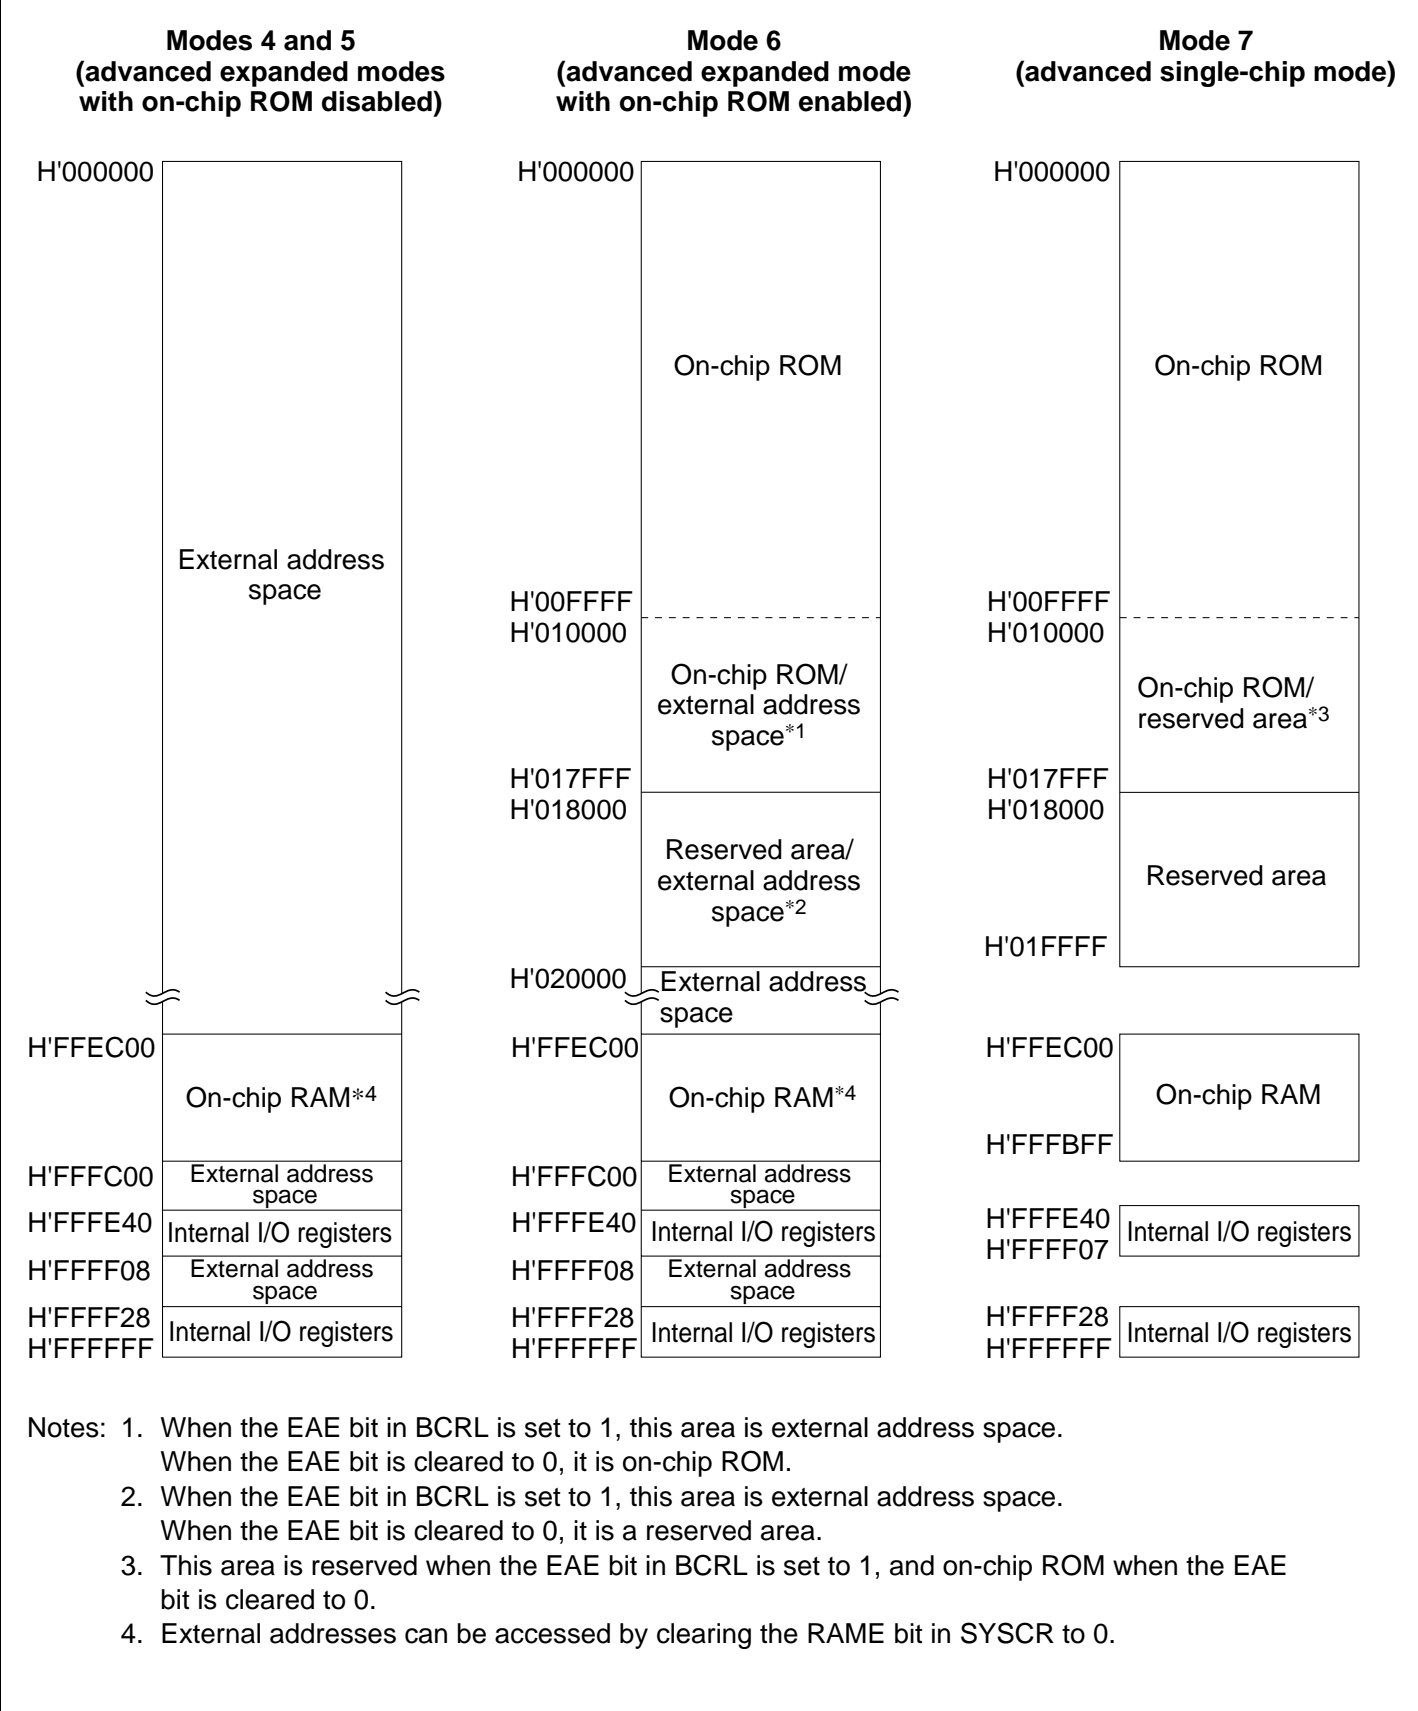 Modes 4 and 5
(advanced expanded modes
with on-chip ROM disabled)
H'000000
External address
space
H'FFEC00
On-chip RAM*4
H'FFFC00
External address
space
H'FFFE40
Internal I/O registers
H'FFFF08
External address
space
H'FFFF28
Internal I/O registers
H'FFFFFF
Mode 6
(advanced expanded mode
with on-chip ROM enabled)
H'000000
On-chip ROM
H'00FFFF
H'010000
On-chip ROM/
external address
space*1
H'017FFF
H'018000
Reserved area/
external address
space*2
H'020000
External address
space
H'FFEC00
On-chip RAM*4
H'FFFC00
External address
space
H'FFFE40
Internal I/O registers
H'FFFF08
External address
space
H'FFFF28
Internal I/O registers
H'FFFFFF
Mode 7
(advanced single-chip mode)
H'000000
On-chip ROM
H'00FFFF
H'010000
On-chip ROM/
reserved area*3
H'017FFF
H'018000
Reserved area
H'01FFFF
H'FFEC00
On-chip RAM
H'FFFBFF
H'FFFE40
Internal I/O registers
H'FFFF07
H'FFFF28
Internal I/O registers
H'FFFFFF
Notes: 1. When the EAE bit in BCRL is set to 1, this area is external address space.
When the EAE bit is cleared to 0, it is on-chip ROM.
2. When the EAE bit in BCRL is set to 1, this area is external address space.
When the EAE bit is cleared to 0, it is a reserved area.
3. This area is reserved when the EAE bit in BCRL is set to 1, and on-chip ROM when the EAE
bit is cleared to 0.
4. External addresses can be accessed by clearing the RAME bit in SYSCR to 0.